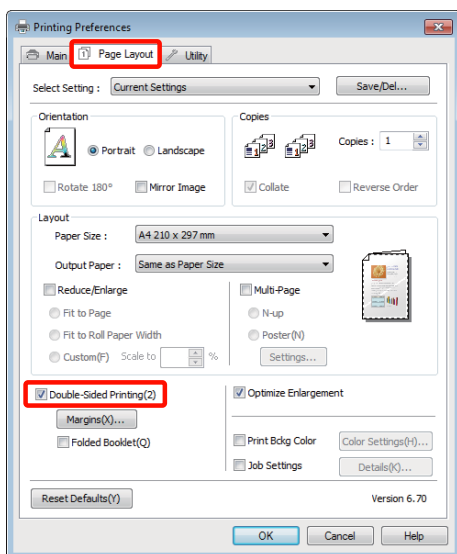 Printing Preferences
Main Page Layout Utility
Select Setting : Current Settings Save/Del...
Orientation
Portrait Landscape
Rotate 180° Mirror Image
Copies
Copies : 1
Collate Reverse Order
Layout
Paper Size : A4 210 x 297 mm
Output Paper : Same as Paper Size
Reduce/Enlarge
Fit to Page
Fit to Roll Paper Width
Custom(F) Scale to %
Multi-Page
N-up
Poster(N)
Settings...
Double-Sided Printing(2)
Margins(X)...
Folded Booklet(Q)
Optimize Enlargement
Print Bckg Color Color Settings(H)...
Job Settings Details(K)...
Reset Defaults(Y) Version 6.70
OK Cancel Help